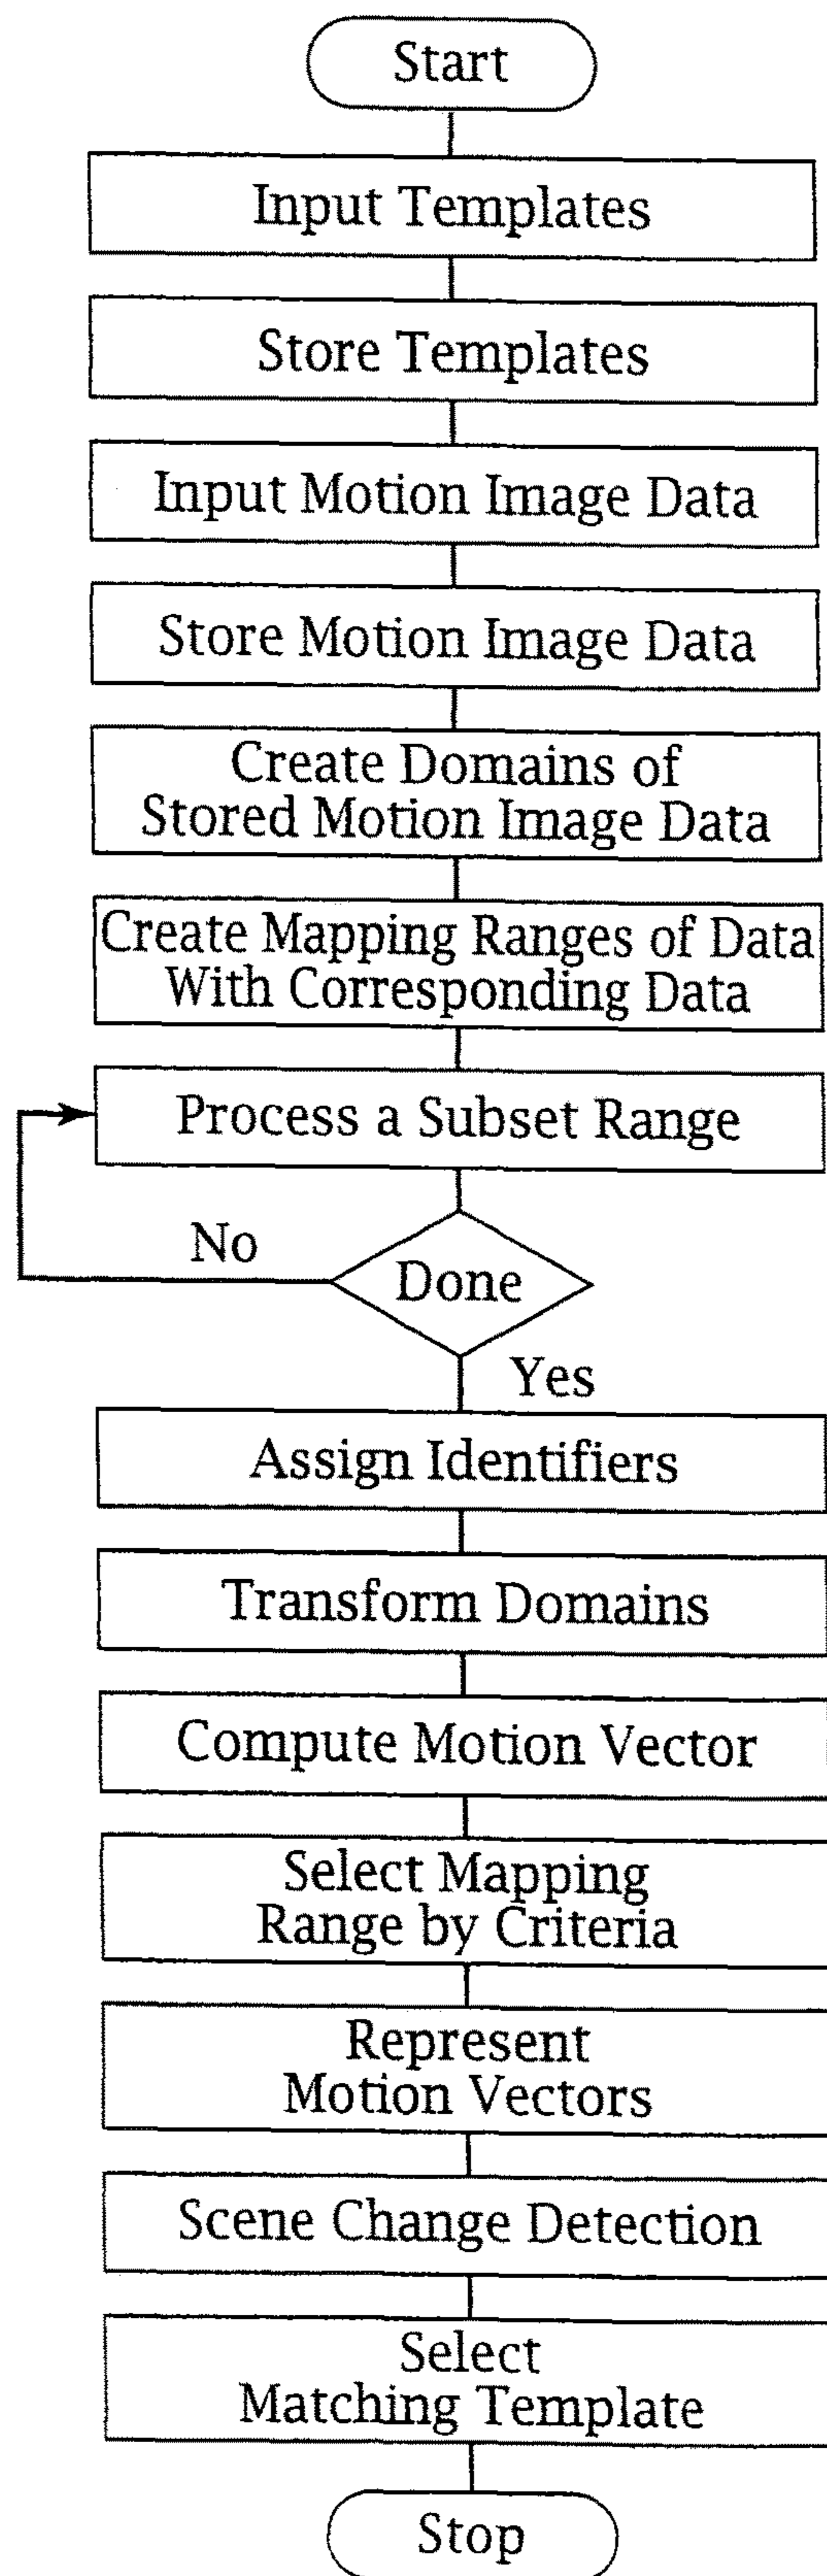 Start
Input Templates
Store Templates
Input Motion Image Data
Store Motion Image Data
Create Domains of
Stored Motion Image Data
Create Mapping Ranges of Data
With Corresponding Data
Process a Subset Range
No
Done
Yes
Assign Identifiers
Transform Domains
Compute Motion Vector
Select Mapping
Range by Criteria
Represent
Motion Vectors
Scene Change Detection
Select
Matching Template
Stop